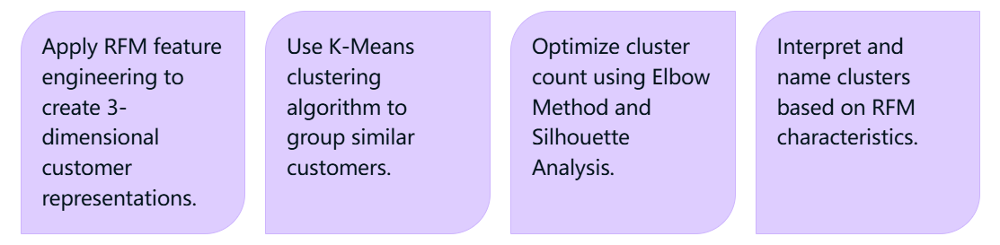 Apply RFM feature
engineering to
create 3-
dimensional
customer
representations.
Use K-Means
clustering
algorithm to
group similar
customers.
Optimize cluster
count using Elbow
Method and
Silhouette
Analysis.
Interpret and
name clusters
based on RFM
characteristics.